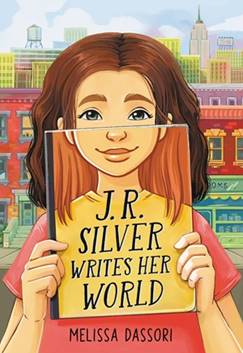 J.R.
SILVER
WRITES HER
WORLD
MELISSA DASSORI